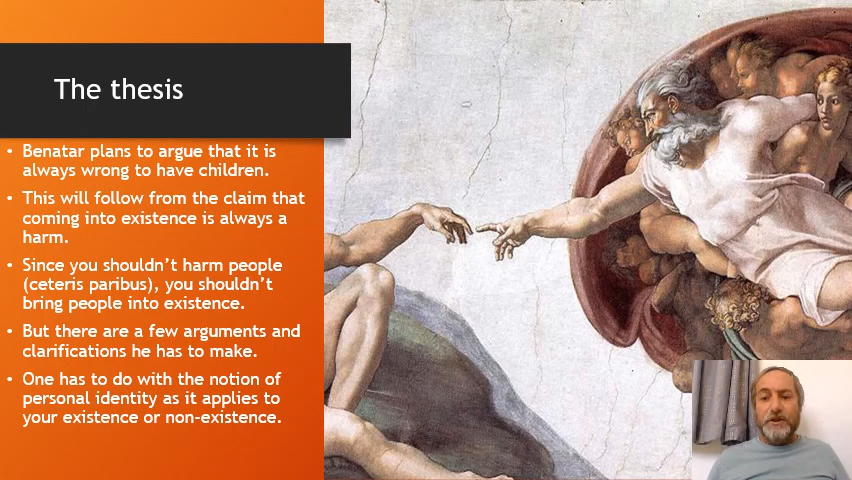 The thesis
• Benatar plans to argue that it is
always wrong to have children.
• This will follow from the claim that
coming into existence is always a
harm.
• Since you shouldn’t harm people
(ceteris paribus), you shouldn’t
bring people into existence.
• But there are a few arguments and
clarifications he has to make.
• One has to do with the notion of
personal identity as it applies to
your existence or non-existence.